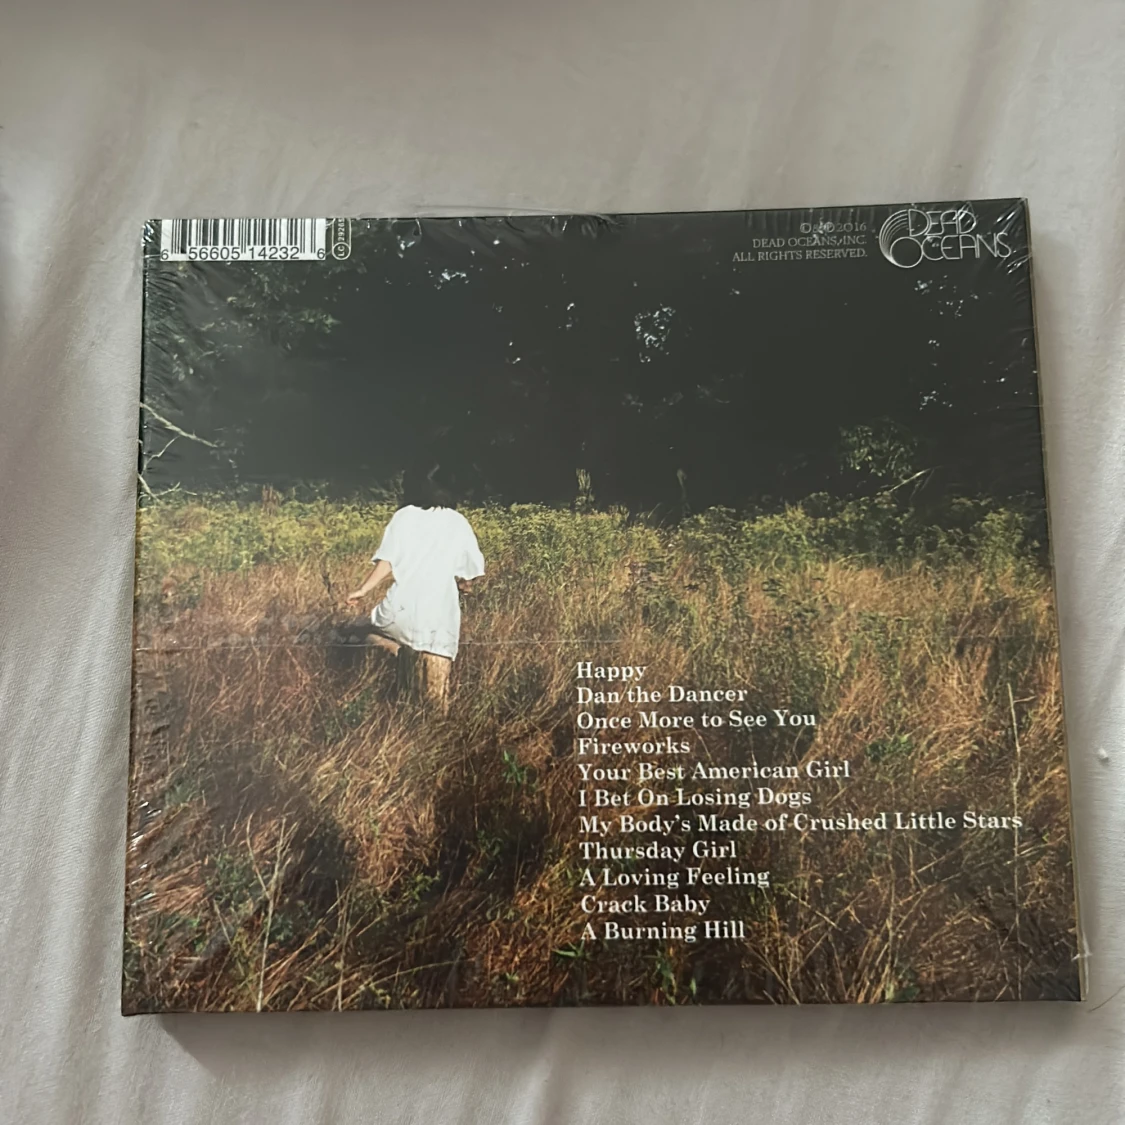 6 56605 14232 6
LC 29265
©&℗2016
DEAD OCEANS, INC.
ALL RIGHTS RESERVED.
DEAD
OCEANS
Happy
Dan the Dancer
Once More to See You
Fireworks
Your Best American Girl
I Bet On Losing Dogs
My Body's Made of Crushed Little Stars
Thursday Girl
A Loving Feeling
Crack Baby
A Burning Hill